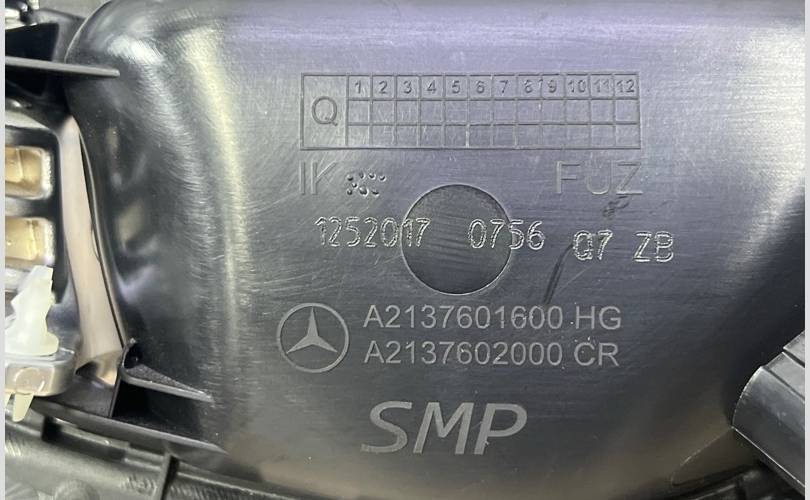 1 2 3 4 5 6 7 8 9 10 11 12
Q
IK FUZ
1252017 0756 Q7 ZB
A2137601600 HG
A2137602000 CR
SMP